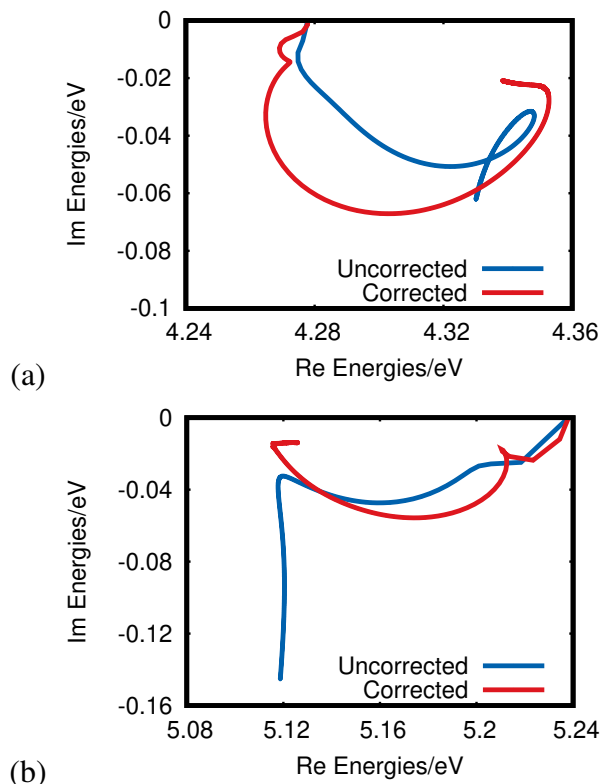 0
-0.02
-0.04
-0.06
-0.08
-0.1
Im Energies/eV
Uncorrected
Corrected
4.24 4.28 4.32 4.36
(a)
Re Energies/eV
0
-0.04
-0.08
-0.12
-0.16
Im Energies/eV
Uncorrected
Corrected
5.08 5.12 5.16 5.2 5.24
(b)
Re Energies/eV